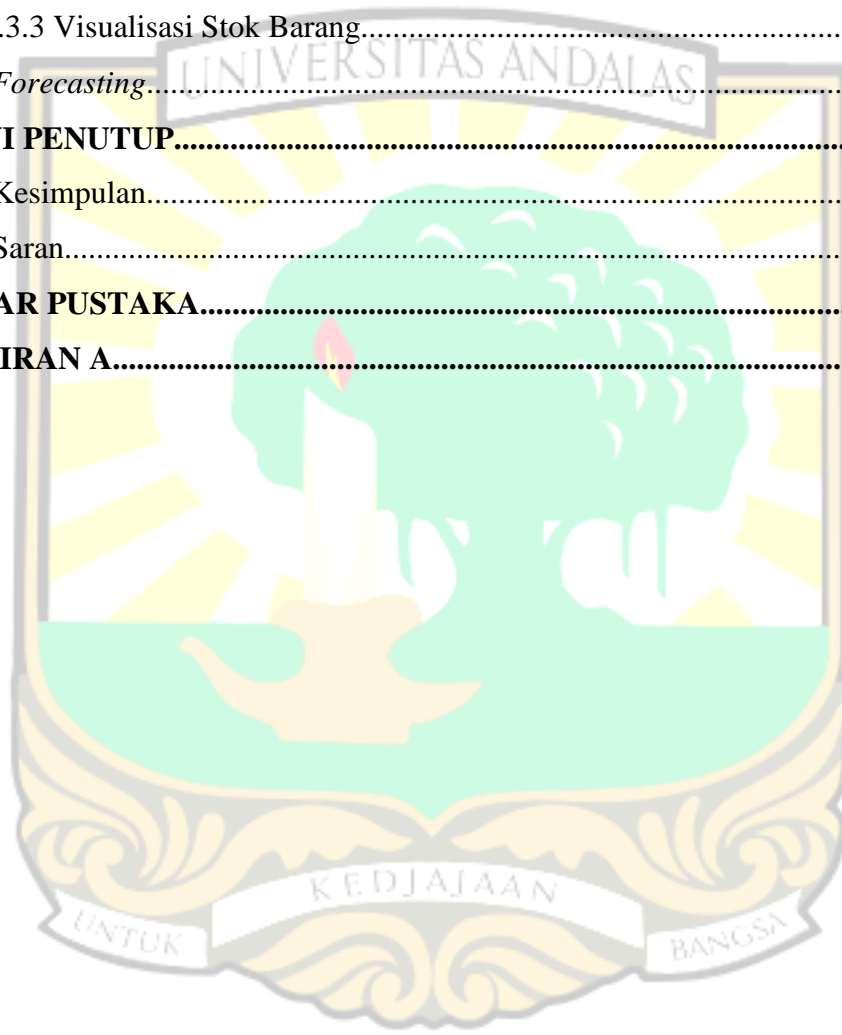 .3.3 Visualisasi Stok Barang..........................................................................
UNIVERSITAS ANDALAS
Forecasting..........................................................................
I PENUTUP..........................................................................
Kesimpulan..........................................................................
Saran..........................................................................
AR PUSTAKA..........................................................................
IRAN A..........................................................................
KEDJAJAAN
UNTUK BANGSA